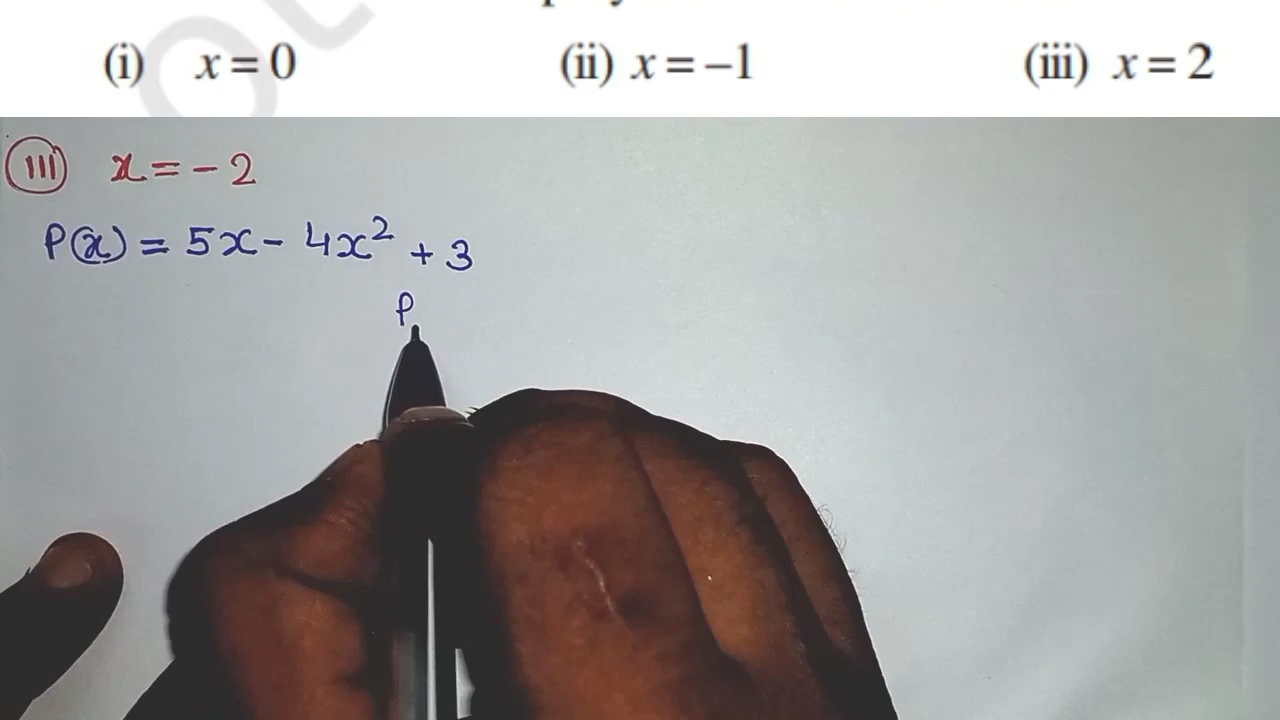 (i) x = 0 (ii) x = –1 (iii) x = 2
III x = - 2
P(x) = 5x - 4x² + 3
P